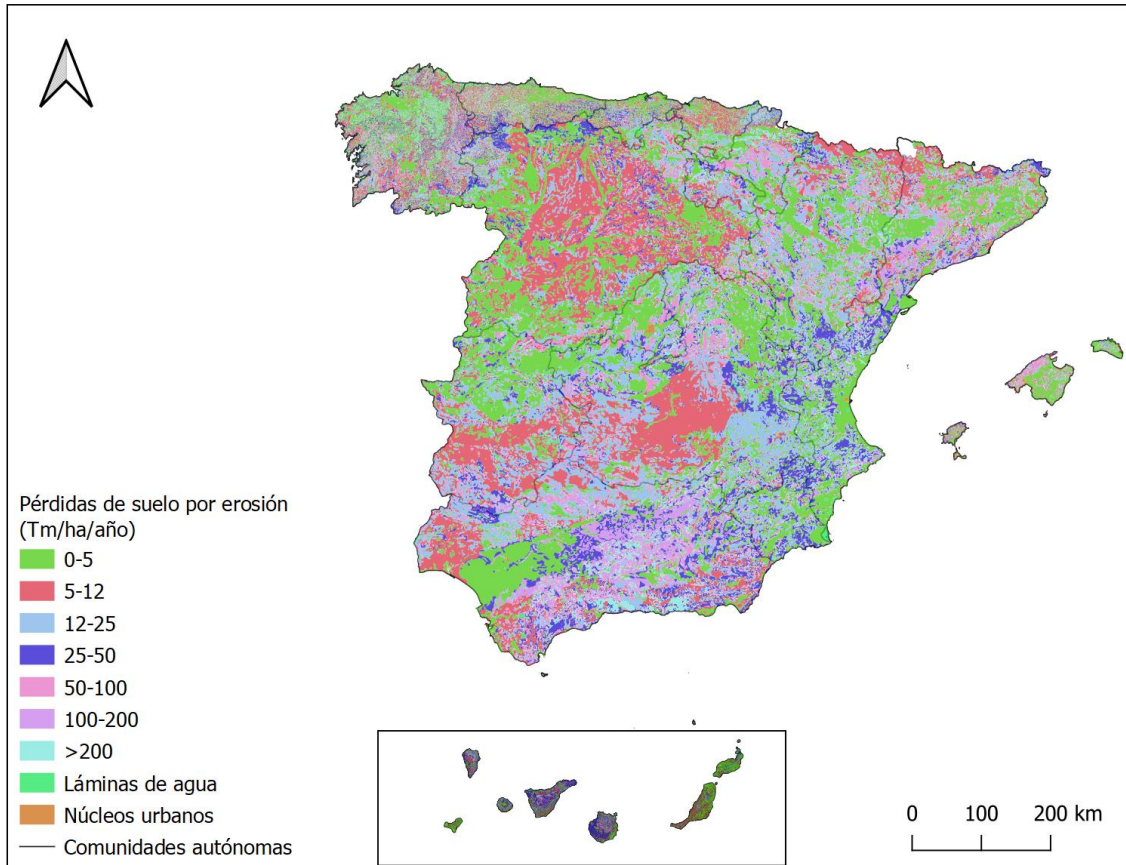 Pérdidas de suelo por erosión
(Tm/ha/año)
0-5
5-12
12-25
25-50
50-100
100-200
>200
Láminas de agua
Núcleos urbanos
Comunidades autónomas
0 100 200 km